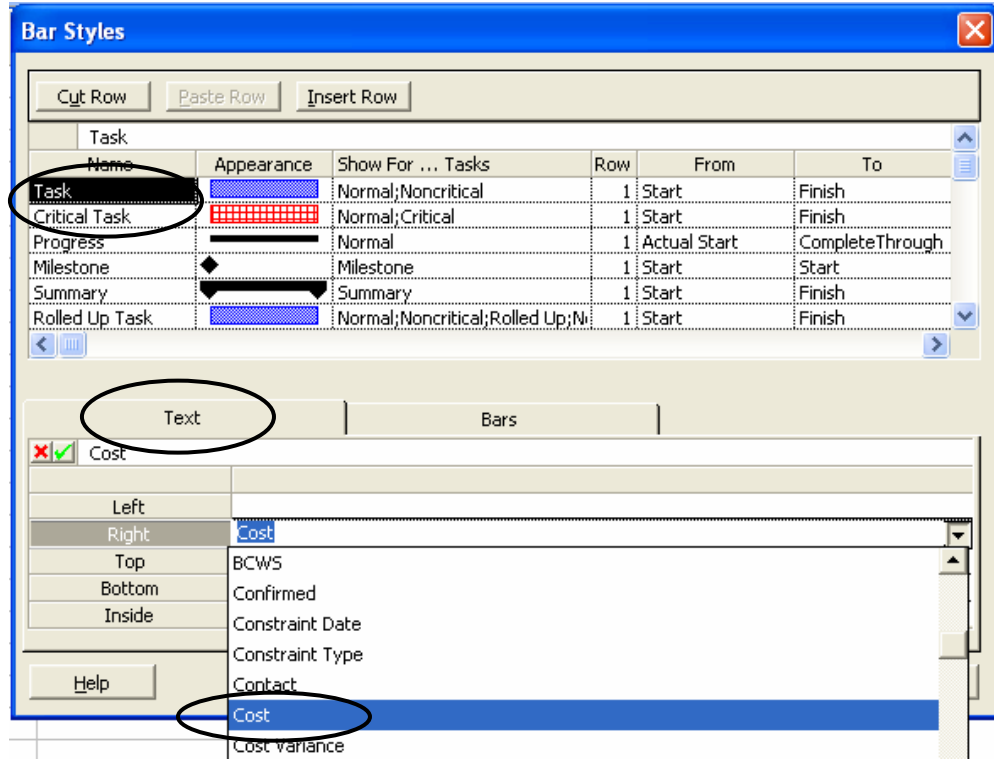 Bar Styles
Cut Row Paste Row Insert Row
Task
Name Appearance Show For ... Tasks Row From To
Task Normal;Noncritical 1 Start Finish
Critical Task Normal;Critical 1 Start Finish
Progress Normal 1 Actual Start CompleteThrough
Milestone Milestone 1 Start Start
Summary Summary 1 Start Finish
Rolled Up Task Normal;Noncritical;Rolled Up; 1 Start Finish
Text Bars
Cost
Left
Right Cost
Top BCWS
Bottom Confirmed
Inside Constraint Date
Constraint Type
Help Contact
Cost
Cost Variance